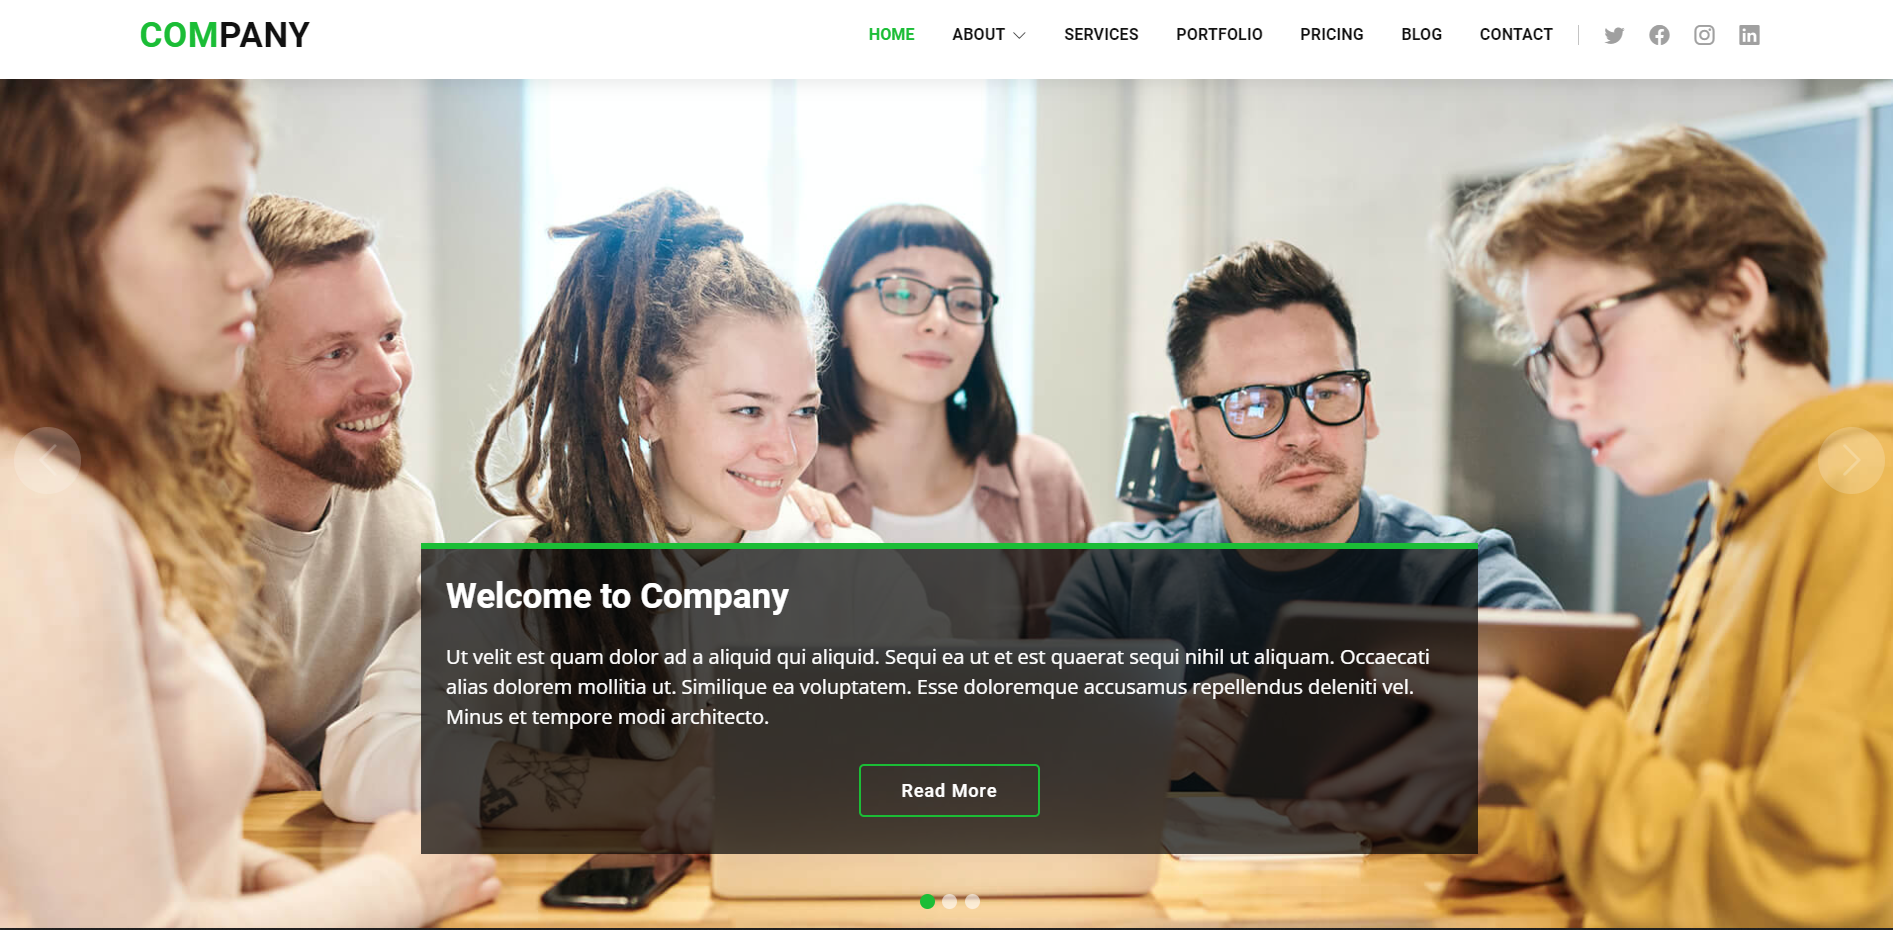 COMPANY
HOME ABOUT SERVICES PORTFOLIO PRICING BLOG CONTACT
Welcome to Company
Ut velit est quam dolor ad a aliquid qui aliquid. Sequi ea ut et est quaerat sequi nihil ut aliquam. Occaecati
alias dolorem mollitia ut. Similique ea voluptatem. Esse doloremque accusamus repellendus deleniti vel.
Minus et tempore modi architecto.
Read More